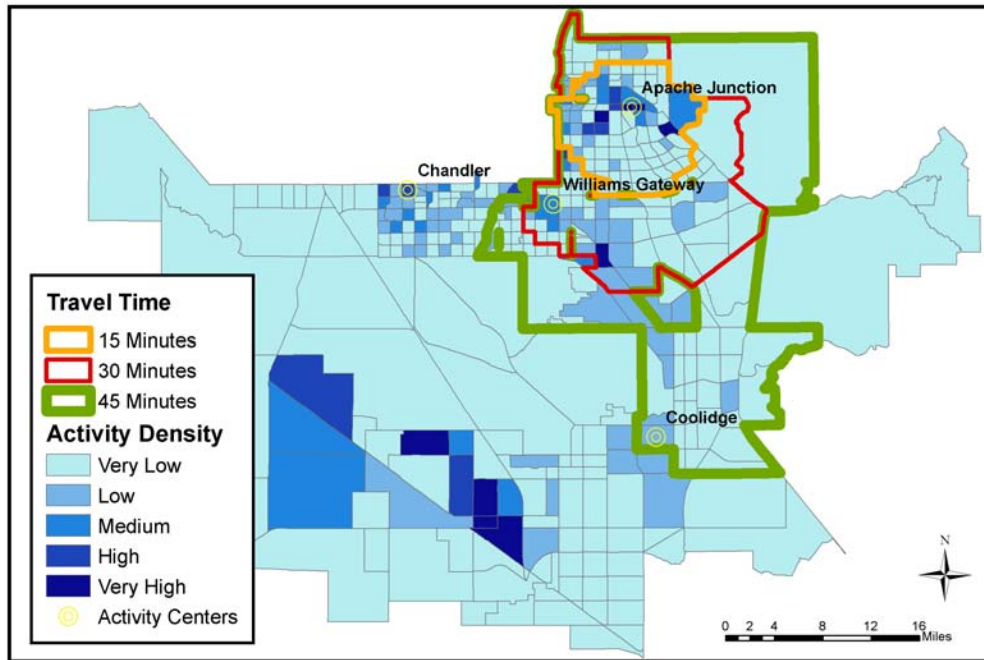 Apache Junction
Chandler
Williams Gateway
Coolidge
Travel Time
15 Minutes
30 Minutes
45 Minutes
Activity Density
Very Low
Low
Medium
High
Very High
Activity Centers
N
0 2 4 8 12 16
Miles